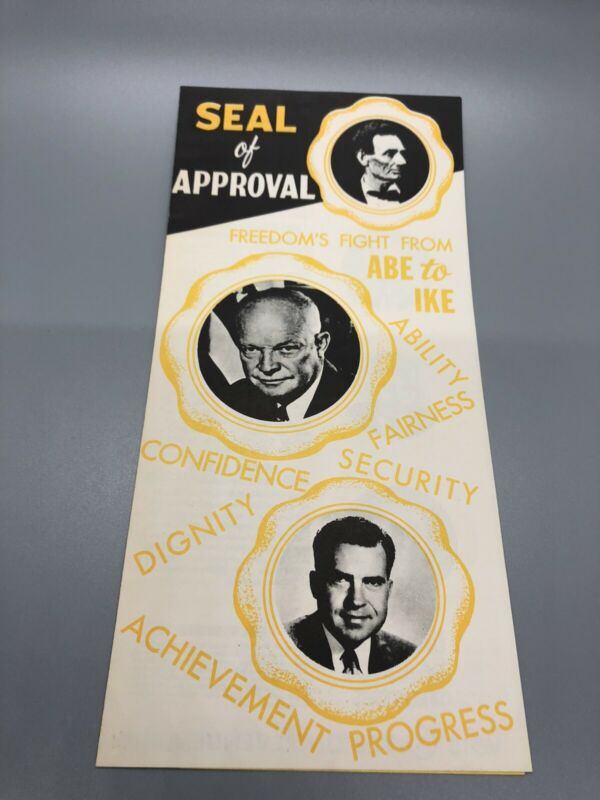 SEAL
of
APPROVAL
FREEDOM'S FIGHT FROM
ABE to
IKE
ABILITY
FAIRNESS
CONFIDENCE
SECURITY
DIGNITY
ACHIEVEMENT
PROGRESS